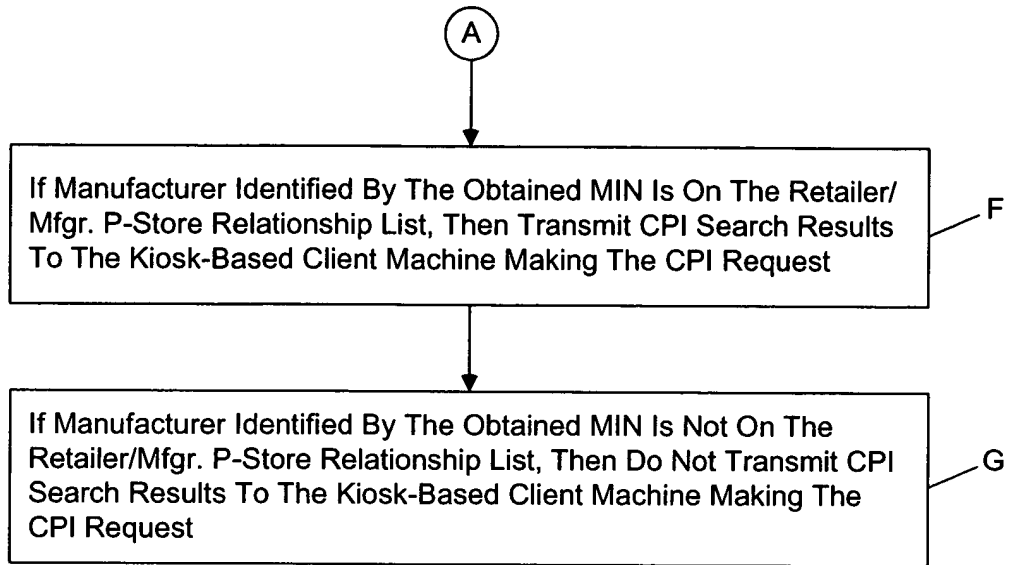 A
If Manufacturer Identified By The Obtained MIN Is On The Retailer/
Mfgr. P-Store Relationship List, Then Transmit CPI Search Results
To The Kiosk-Based Client Machine Making The CPI Request
F
If Manufacturer Identified By The Obtained MIN Is Not On The
Retailer/Mfgr. P-Store Relationship List, Then Do Not Transmit CPI
Search Results To The Kiosk-Based Client Machine Making The
CPI Request
G